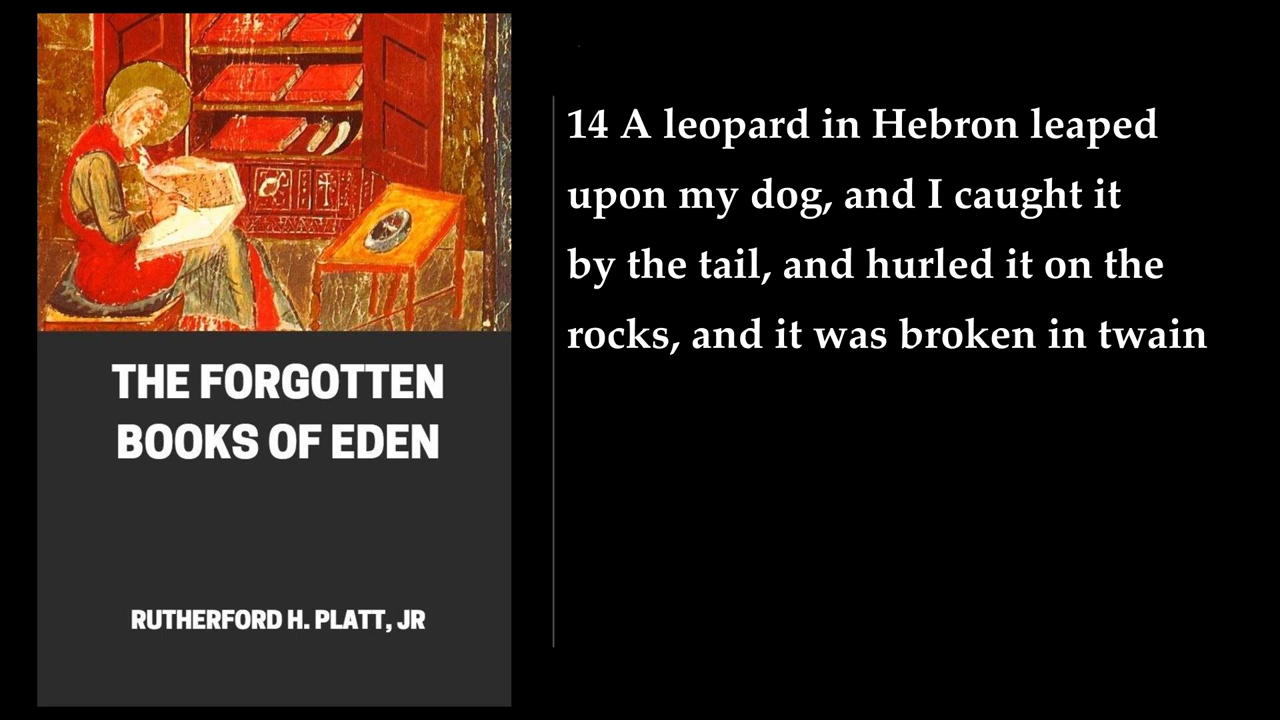 THE FORGOTTEN
BOOKS OF EDEN
RUTHERFORD H. PLATT, JR
14 A leopard in Hebron leaped
upon my dog, and I caught it
by the tail, and hurled it on the
rocks, and it was broken in twain